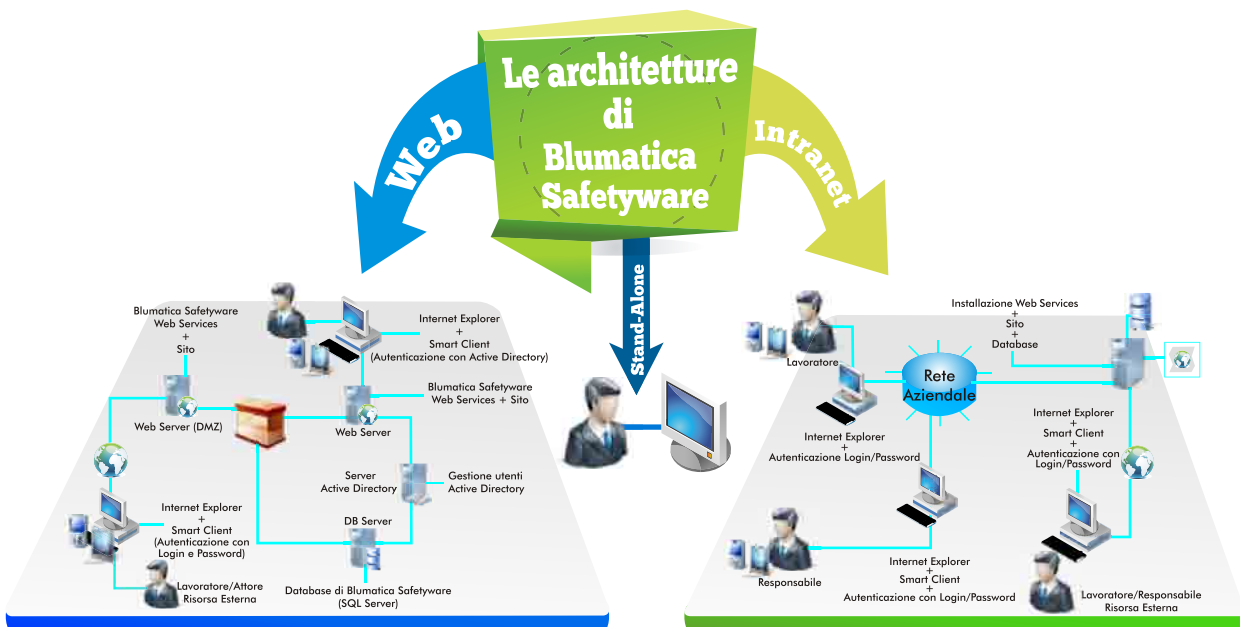 Le architetture
di
Blumatica
Safetyware
Web
Intranet
Stand-Alone
Blumatica Safetyware
Web Services
+
Sito
Internet Explorer
+
Smart Client
(Autenticazione con Active Directory)
Blumatica Safetyware
Web Services + Sito
Web Server (DMZ)
Web Server
Server
Active Directory
Gestione utenti
Active Directory
Internet Explorer
+
Smart Client
(Autenticazione con
Login e Password)
DB Server
Lavoratore/Attore
Risorsa Esterna
Database di Blumatica Safetyware
(SQL Server)
Installazione Web Services
+
Sito
+
Database
Lavoratore
Rete
Aziendale
Internet Explorer
+
Autenticazione Login/Password
Internet Explorer
+
Smart Client
+
Autenticazione con
Login/Password
Responsabile
Internet Explorer
+
Smart Client
+
Autenticazione con Login/Password
Lavoratore/Responsabile
Risorsa Esterna